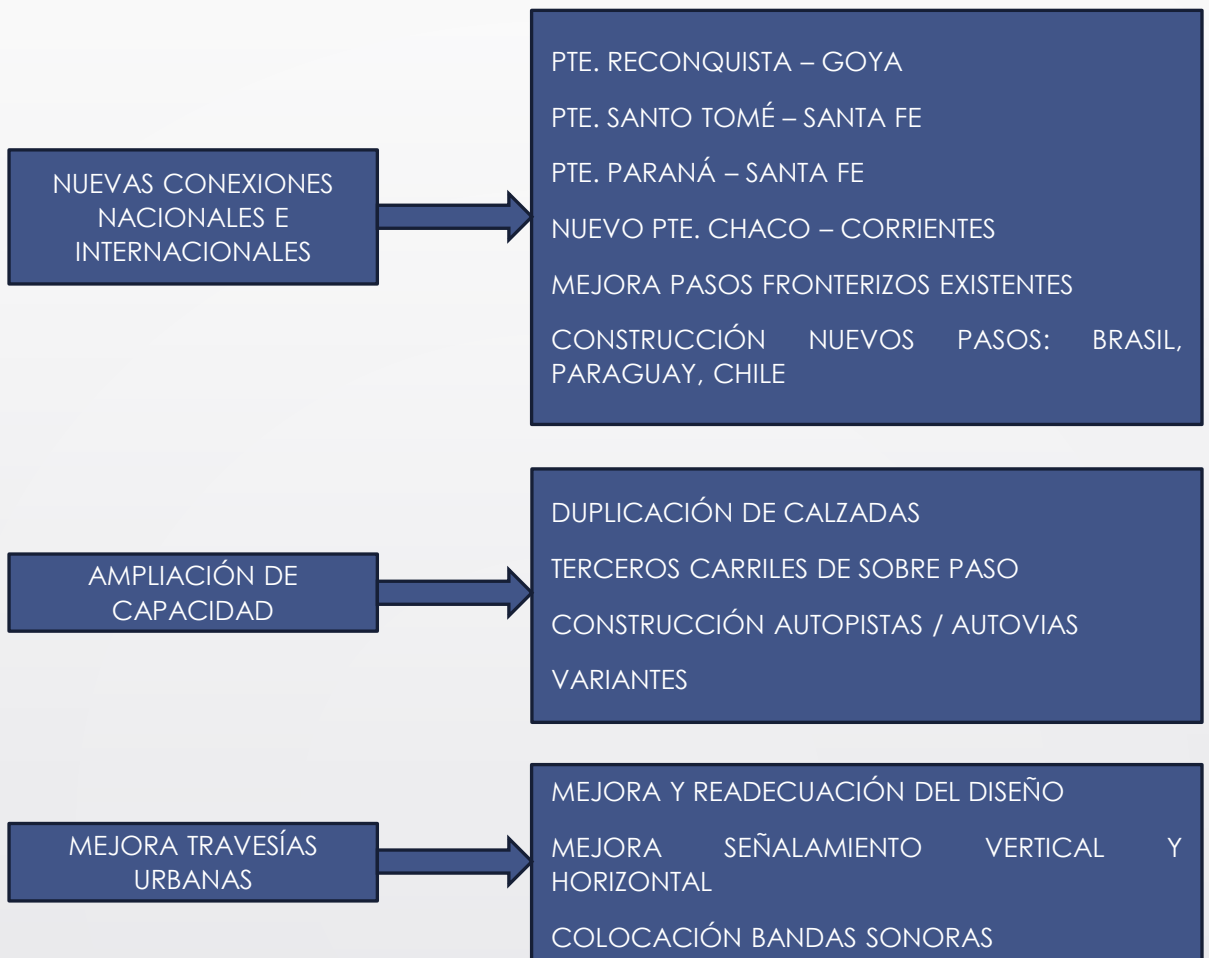 NUEVAS CONEXIONES
NACIONALES E
INTERNACIONALES
PTE. RECONQUISTA – GOYA
PTE. SANTO TOMÉ – SANTA FE
PTE. PARANÁ – SANTA FE
NUEVO PTE. CHACO – CORRIENTES
MEJORA PASOS FRONTERIZOS EXISTENTES
CONSTRUCCIÓN NUEVOS PASOS: BRASIL,
PARAGUAY, CHILE
AMPLIACIÓN DE
CAPACIDAD
DUPLICACIÓN DE CALZADAS
TERCEROS CARRILES DE SOBRE PASO
CONSTRUCCIÓN AUTOPISTAS / AUTOVIAS
VARIANTES
MEJORA TRAVESÍAS
URBANAS
MEJORA Y READECUACIÓN DEL DISEÑO
MEJORA SEÑALAMIENTO VERTICAL Y
HORIZONTAL
COLOCACIÓN BANDAS SONORAS